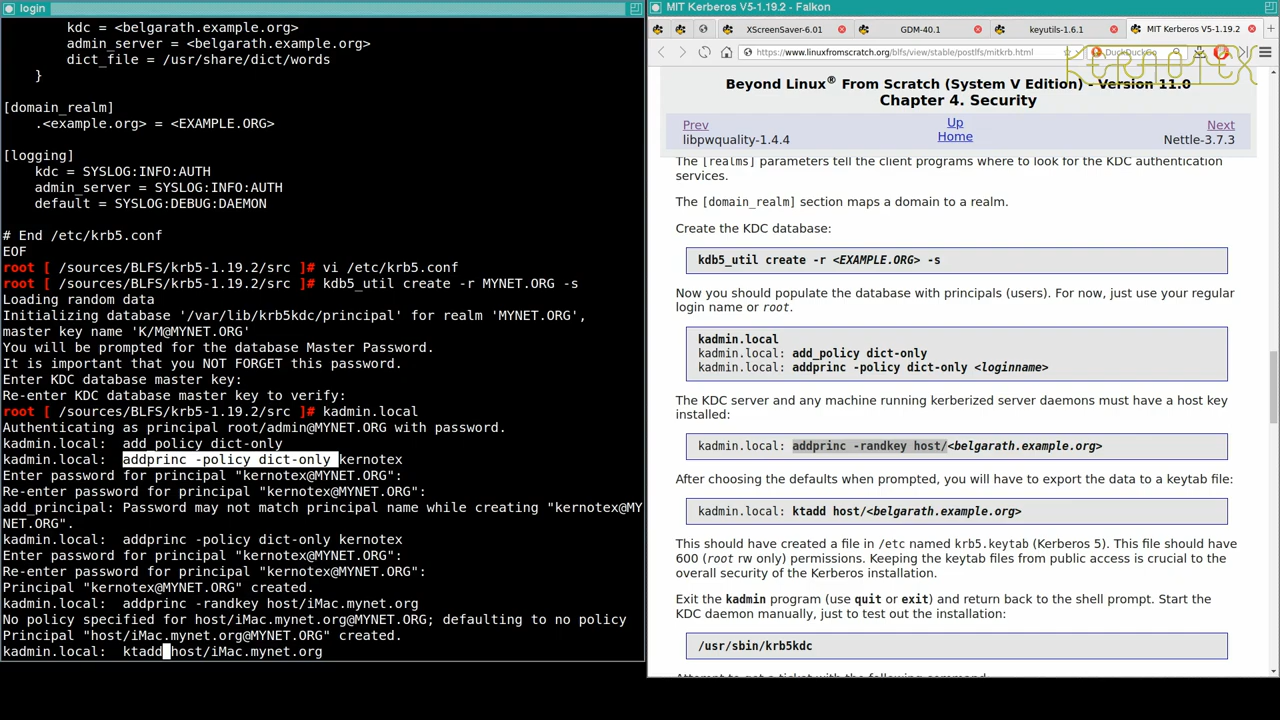 login
kdc = <belgarath.example.org>
admin_server = <belgarath.example.org>
dict_file = /usr/share/dict/words
}
[domain_realm]
.<example.org> = <EXAMPLE.ORG>
[logging]
kdc = SYSLOG:INFO:AUTH
admin_server = SYSLOG:INFO:AUTH
default = SYSLOG:DEBUG:DAEMON
# End /etc/krb5.conf
EOF
root [ /sources/BLFS/krb5-1.19.2/src ]# vi /etc/krb5.conf
root [ /sources/BLFS/krb5-1.19.2/src ]# kdb5_util create -r MYNET.ORG -s
Loading random data
Initializing database '/var/lib/krb5kdc/principal' for realm 'MYNET.ORG',
master key name 'K/M@MYNET.ORG'
You will be prompted for the database Master Password.
It is important that you NOT FORGET this password.
Enter KDC database master key:
Re-enter KDC database master key to verify:
root [ /sources/BLFS/krb5-1.19.2/src ]# kadmin.local
Authenticating as principal root/admin@MYNET.ORG with password.
kadmin.local:  add_policy dict-only
kadmin.local:  addprinc -policy dict-only kernotex
Enter password for principal "kernotex@MYNET.ORG":
Re-enter password for principal "kernotex@MYNET.ORG":
add_principal: Password may not match principal name while creating "kernotex@MY
NET.ORG".
kadmin.local:  addprinc -policy dict-only kernotex
Enter password for principal "kernotex@MYNET.ORG":
Re-enter password for principal "kernotex@MYNET.ORG":
Principal "kernotex@MYNET.ORG" created.
kadmin.local:  addprinc -randkey host/iMac.mynet.org
No policy specified for host/iMac.mynet.org@MYNET.ORG; defaulting to no policy
Principal "host/iMac.mynet.org@MYNET.ORG" created.
kadmin.local:  ktadd host/iMac.mynet.org
MIT Kerberos V5-1.19.2 - Falkon
XScreenSaver-6.01
GDM-40.1
keyutils-1.6.1
MIT Kerberos V5-1.19.2
https://www.linuxfromscratch.org/blfs/view/stable/postlfs/mitkrb.html
DuckDuckGo
KERNOTEX
Beyond Linux® From Scratch (System V Edition) - Version 11.0
Chapter 4. Security
Prev
Up
Next
libpwquality-1.4.4
Home
Nettle-3.7.3
The [realms] parameters tell the client programs where to look for the KDC authentication
services.
The [domain_realm] section maps a domain to a realm.
Create the KDC database:
kdb5_util create -r <EXAMPLE.ORG> -s
Now you should populate the database with principals (users). For now, just use your regular
login name or root.
kadmin.local
kadmin.local: add_policy dict-only
kadmin.local: addprinc -policy dict-only <loginname>
The KDC server and any machine running kerberized server daemons must have a host key
installed:
kadmin.local: addprinc -randkey host/<belgarath.example.org>
After choosing the defaults when prompted, you will have to export the data to a keytab file:
kadmin.local: ktadd host/<belgarath.example.org>
This should have created a file in /etc named krb5.keytab (Kerberos 5). This file should have
600 (root rw only) permissions. Keeping the keytab files from public access is crucial to the
overall security of the Kerberos installation.
Exit the kadmin program (use quit or exit) and return back to the shell prompt. Start the
KDC daemon manually, just to test out the installation:
/usr/sbin/krb5kdc
Attempt to get a ticket with the following command